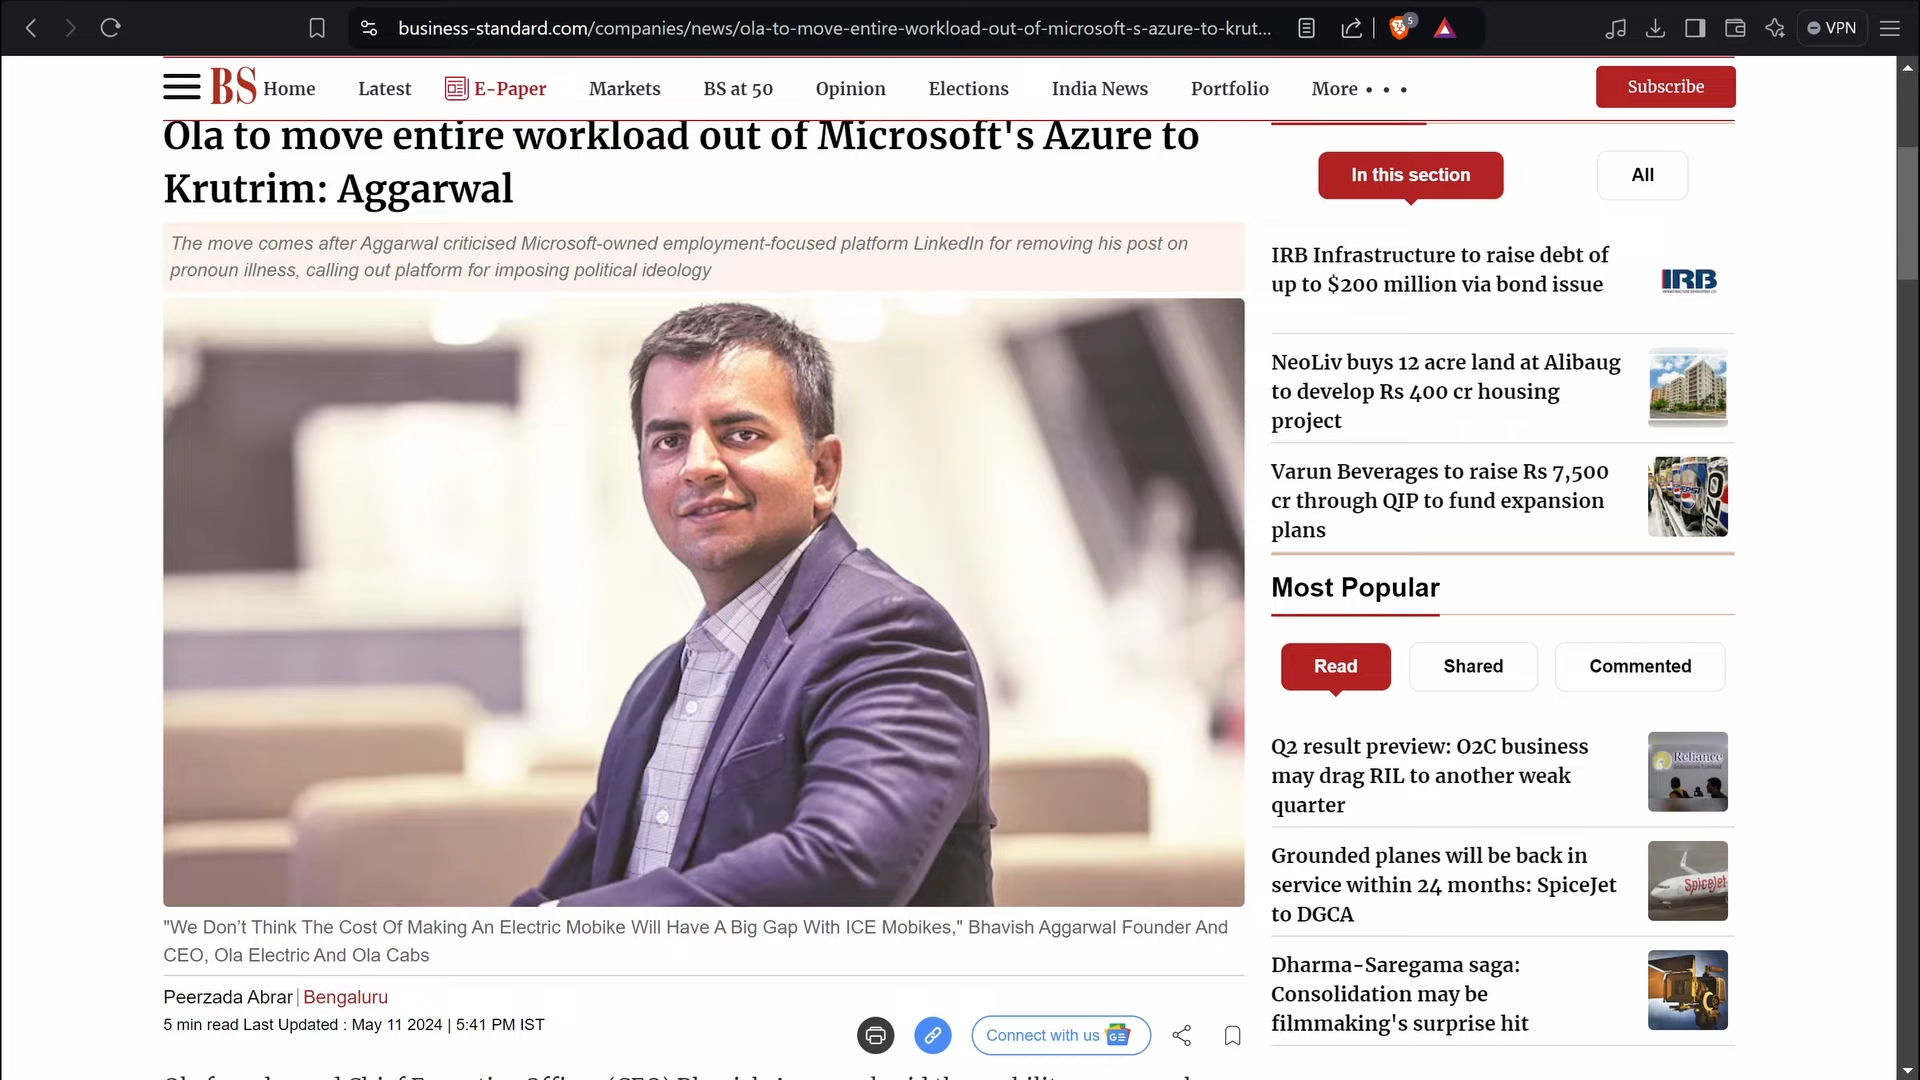 business-standard.com/companies/news/ola-to-move-entire-workload-out-of-microsoft-s-azure-to-krut...
5
VPN
BS Home Latest E-Paper Markets BS at 50 Opinion Elections India News Portfolio More • • •
Subscribe
Ola to move entire workload out of Microsoft's Azure to
Krutrim: Aggarwal
The move comes after Aggarwal criticised Microsoft-owned employment-focused platform LinkedIn for removing his post on
pronoun illness, calling out platform for imposing political ideology
"We Don't Think The Cost Of Making An Electric Mobike Will Have A Big Gap With ICE Mobikes," Bhavish Aggarwal Founder And
CEO, Ola Electric And Ola Cabs
Peerzada Abrar | Bengaluru
5 min read Last Updated : May 11 2024 | 5:41 PM IST
Connect with us
GE
In this section
All
IRB Infrastructure to raise debt of
up to $200 million via bond issue
IRB
NeoLiv buys 12 acre land at Alibaug
to develop Rs 400 cr housing
project
Varun Beverages to raise Rs 7,500
cr through QIP to fund expansion
plans
PEPSI
Most Popular
Read
Shared
Commented
Q2 result preview: O2C business
may drag RIL to another weak
quarter
Reliance
Grounded planes will be back in
service within 24 months: SpiceJet
to DGCA
SpiceJet
Dharma-Saregama saga:
Consolidation may be
filmmaking's surprise hit